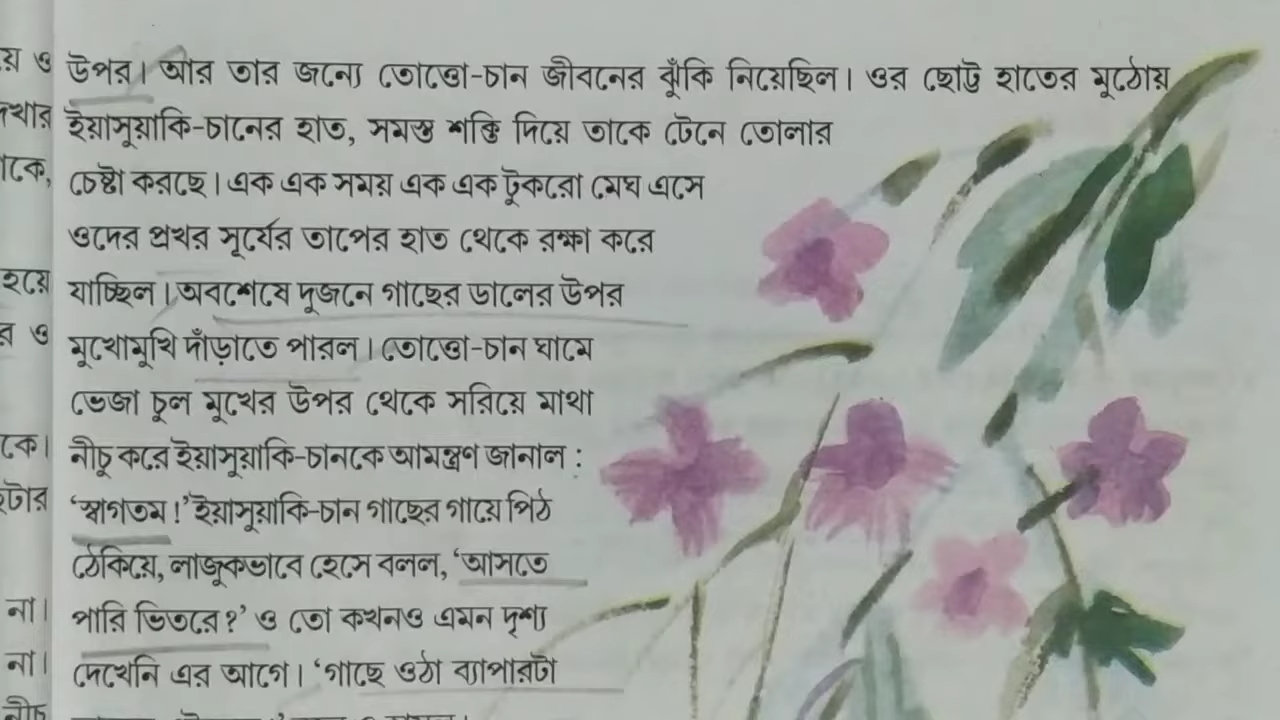 য়ে ও উপর। আর তার জন্যে তোত্তো-চান জীবনের ঝুঁকি নিয়েছিল। ওর ছোট্ট হাতের মুঠোয়
ইয়াসুয়াকি-চানের হাত, সমস্ত শক্তি দিয়ে তাকে টেনে তোলার
চেষ্টা করছে। এক এক সময় এক এক টুকরো মেঘ এসে
ওদের প্রখর সূর্যের তাপের হাত থেকে রক্ষা করে
হয়ে যাচ্ছিল। অবশেষে দুজনে গাছের ডালের উপর
র ও মুখোমুখি দাঁড়াতে পারল। তোত্তো-চান ঘামে
ভেজা চুল মুখের উপর থেকে সরিয়ে মাথা
কে। নীচু করে ইয়াসুয়াকি-চানকে আমন্ত্রণ জানাল :
‘স্বাগতম!’ ইয়াসুয়াকি-চান গাছের গায়ে পিঠ
ঠেকিয়ে, লাজুকভাবে হেসে বলল, ‘আসতে
না। পারি ভিতরে?’ ও তো কখনও এমন দৃশ্য
না। দেখেনি এর আগে। ‘গাছে ওঠা ব্যাপারটা